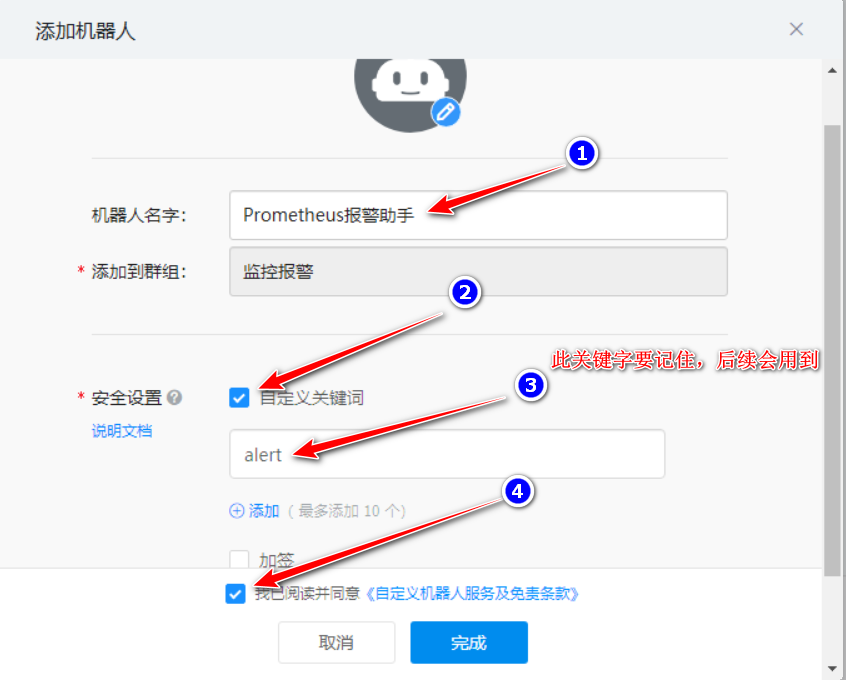 添加机器人
1
机器人名字:
Prometheus报警助手
* 添加到群组:
监控报警
2
此关键字要记住，后续会用到
3
* 安全设置 ?
自定义关键词
说明文档
alert
4
添加 ( 最多添加 10 个)
加签
我已阅读并同意《自定义机器人服务及免责条款》
取消
完成